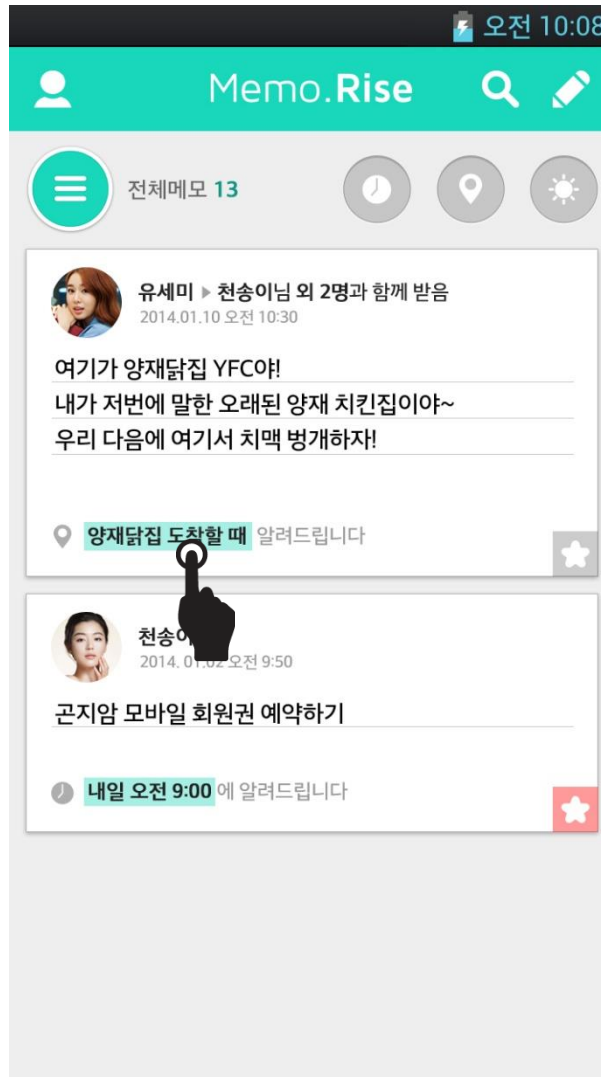 오전 10:08
Memo.Rise
전체메모 13
유세미 ▶ 천송이님 외 2명과 함께 받음
2014.01.10 오전 10:30
여기가 양재닭집 YFC야!
내가 저번에 말한 오래된 양재 치킨집이야~
우리 다음에 여기서 치맥 벙개하자!
양재닭집 도착할 때 알려드립니다
천송이
2014. 01.02 오전 9:50
곤지암 모바일 회원권 예약하기
내일 오전 9:00 에 알려드립니다